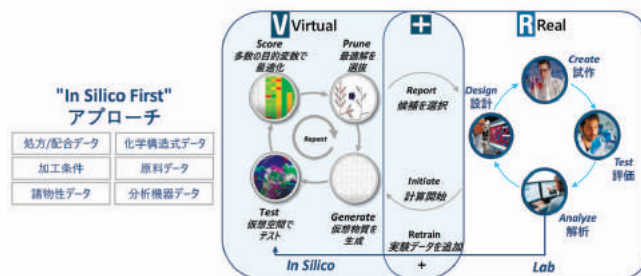 "In Silico First"
アプローチ
処方/配合データ
化学構造式データ
加工条件
原料データ
諸物性データ
分析機器データ
V Virtual
Score
多数の目的変数で
最適化
Prune
最適解を
選抜
Repeat
Test
仮想空間で
テスト
Generate
仮想物質を
生成
In Silico
+
Report
候補を選択
Initiate
計算開始
Retrain
実験データを追加
+
R Real
Create
試作
Design
設計
Test
評価
Analyze
解析
Lab